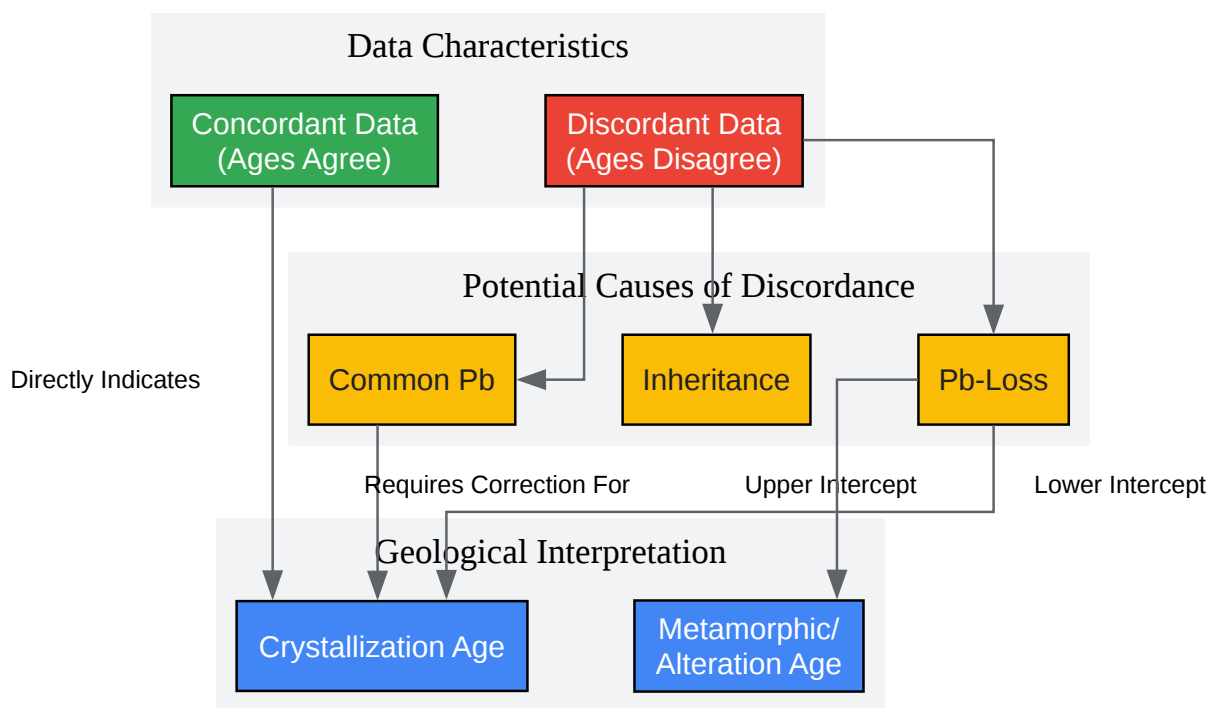 Data Characteristics
Concordant Data
(Ages Agree)
Discordant Data
(Ages Disagree)
Potential Causes of Discordance
Common Pb
Inheritance
Pb-Loss
Directly Indicates
Requires Correction For
Upper Intercept
Lower Intercept
Geological Interpretation
Crystallization Age
Metamorphic/
Alteration Age